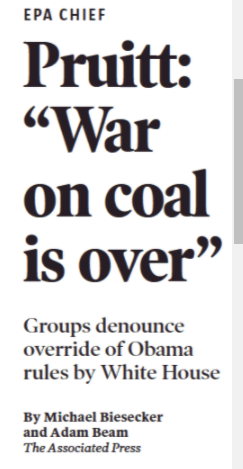 EPA CHIEF
Pruitt:
“War
on coal
is over”
Groups denounce
override of Obama
rules by White House
By Michael Biesecker
and Adam Beam
The Associated Press